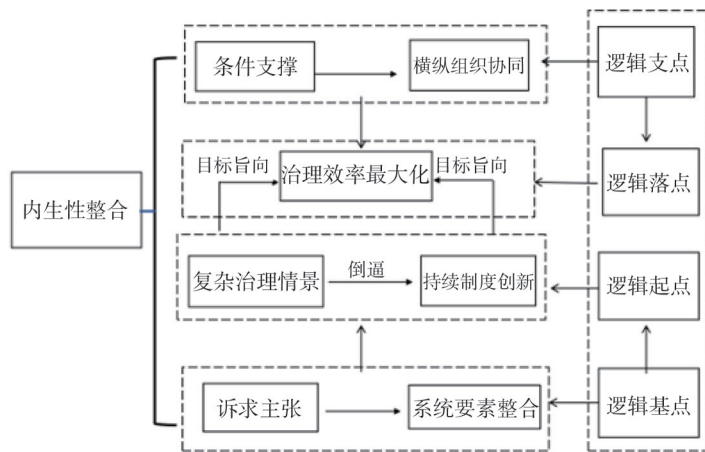 条件支撑
横纵组织协同
逻辑支点
目标旨向
治理效率最大化
目标旨向
逻辑落点
内生性整合
复杂治理情景
倒逼
持续制度创新
逻辑起点
诉求主张
系统要素整合
逻辑基点